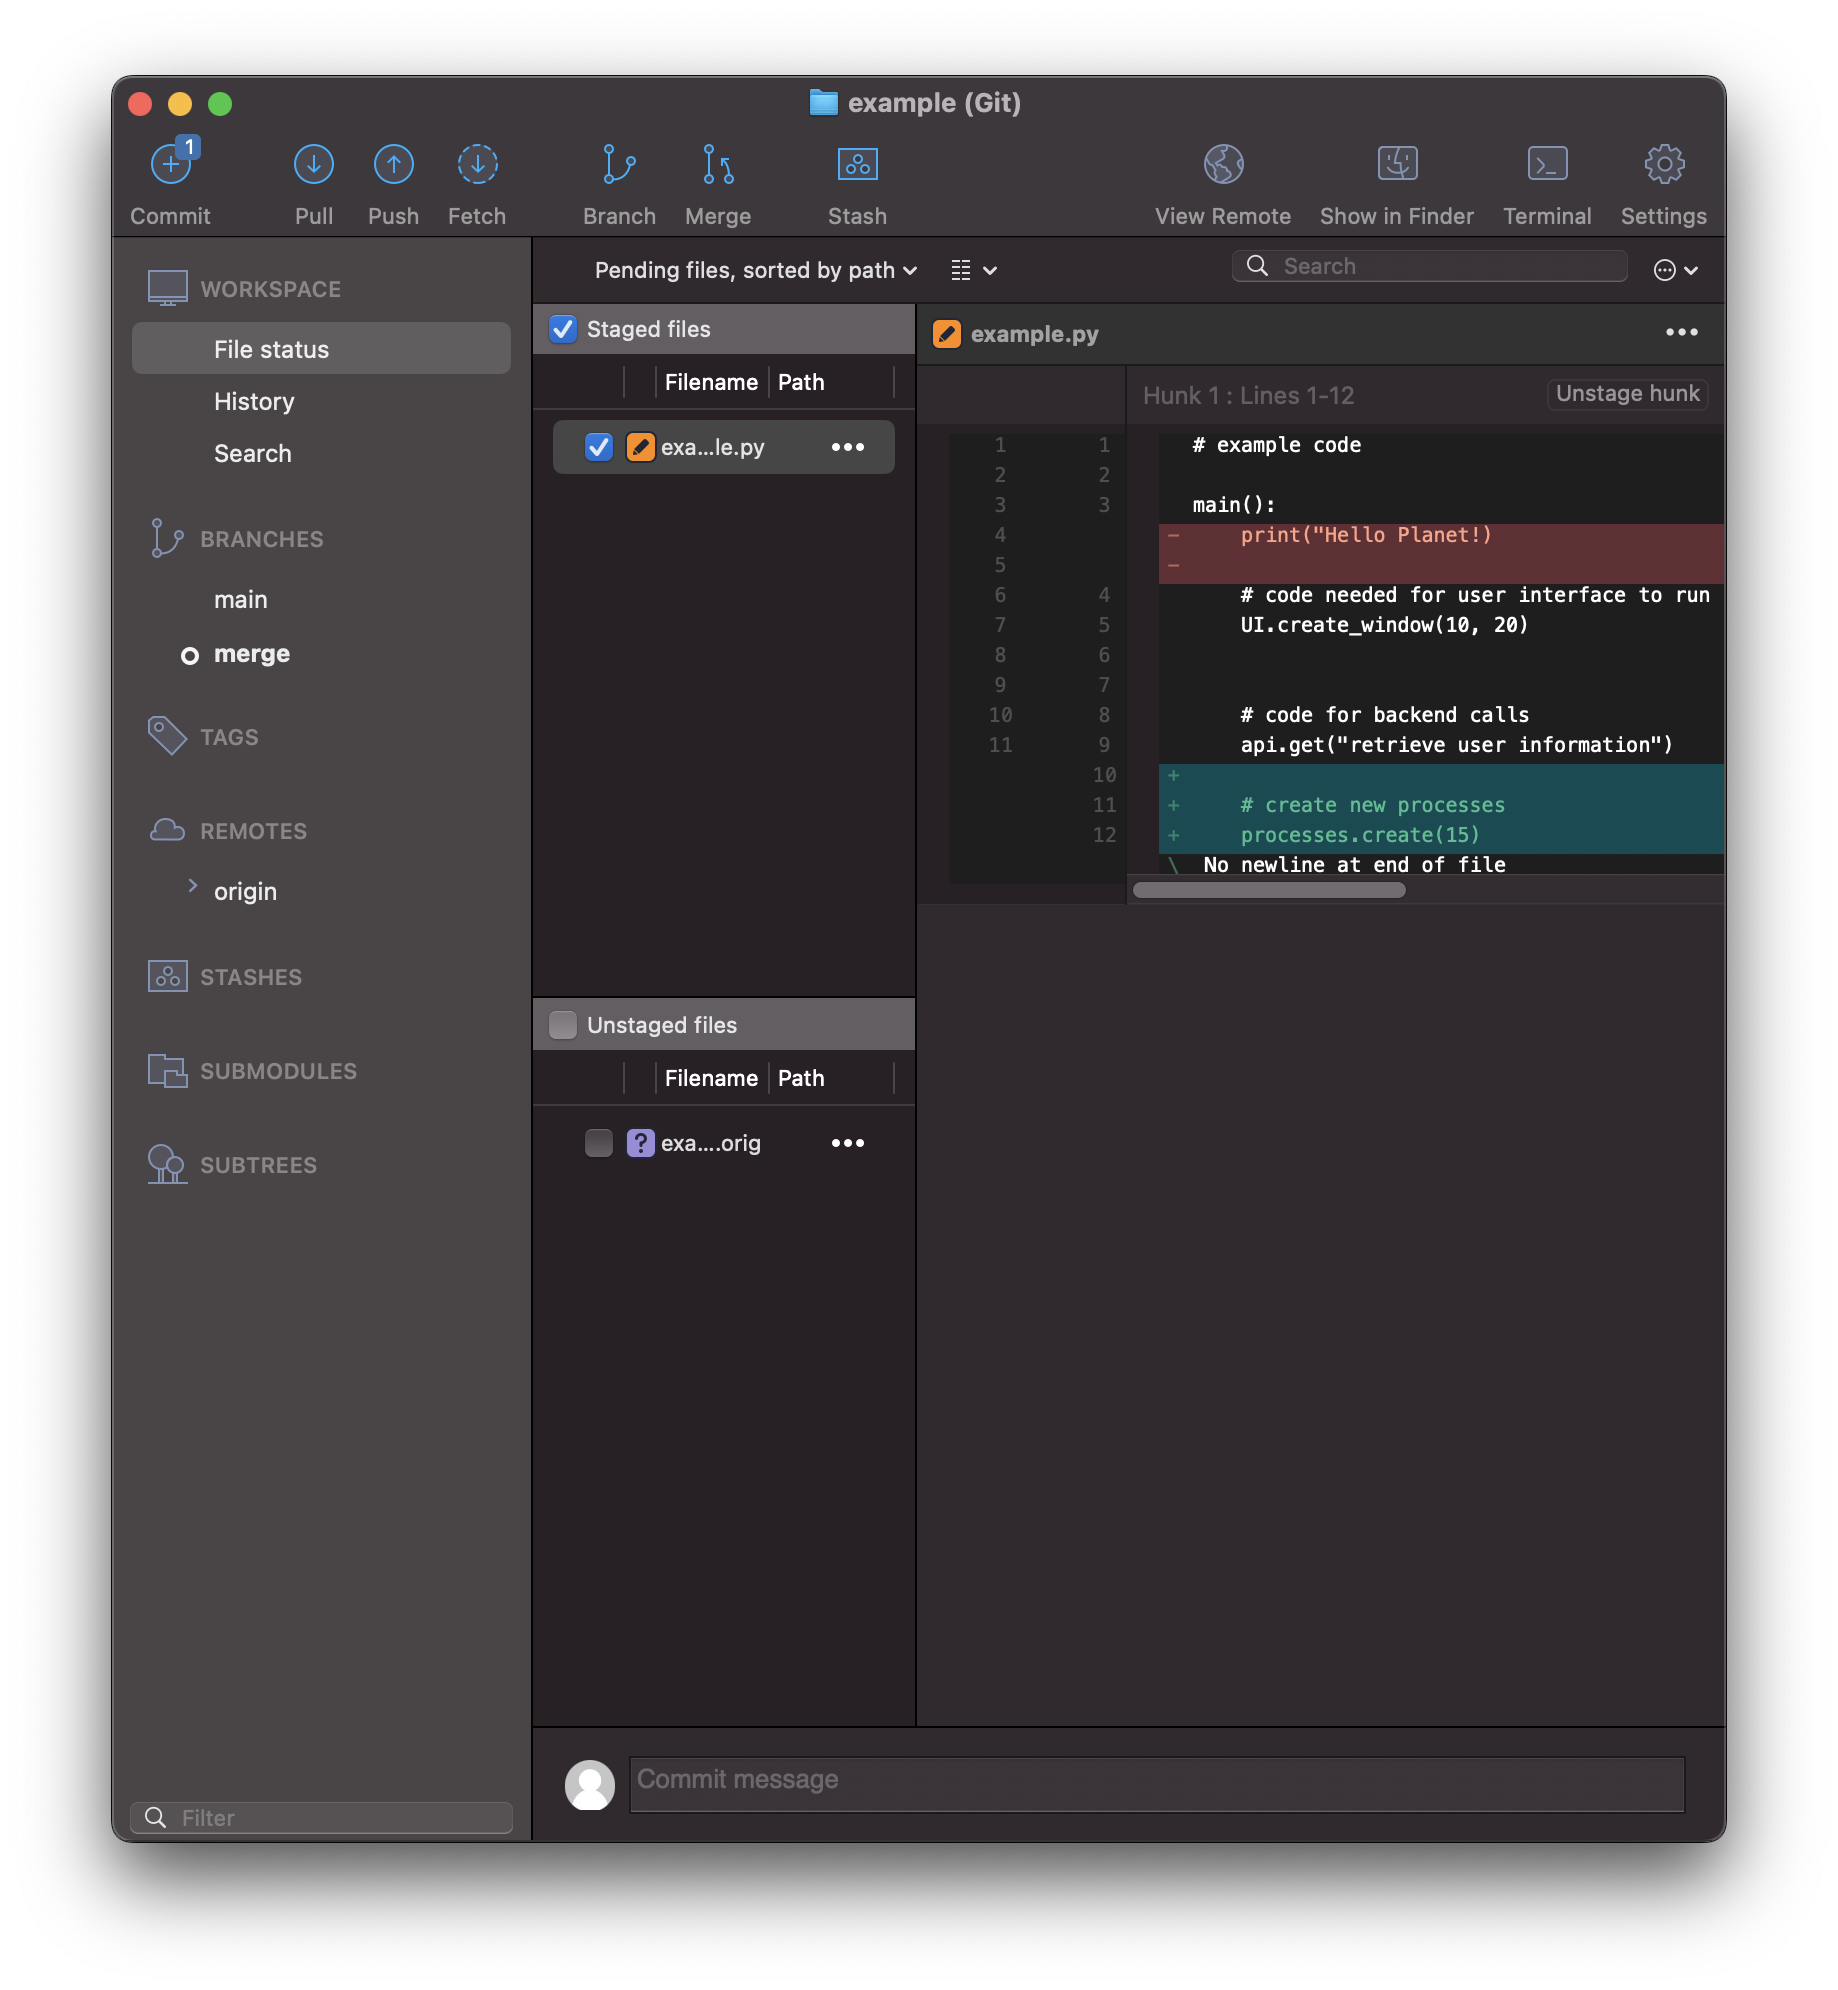 example (Git)
1
Commit
Pull
Push
Fetch
Branch
Merge
Stash
View Remote
Show in Finder
Terminal
Settings
WORKSPACE
File status
History
Search
BRANCHES
main
merge
TAGS
REMOTES
origin
STASHES
SUBMODULES
SUBTREES
Filter
Pending files, sorted by path
Search
Staged files
Filename Path
exa...le.py
Unstaged files
Filename Path
? exa....orig
example.py
Hunk 1 : Lines 1-12
Unstage hunk
1 1 # example code
2 2
3 3 main():
4 - print("Hello Planet!)
5 -
6 4 # code needed for user interface to run
7 5 UI.create_window(10, 20)
8 6
9 7
10 8 # code for backend calls
11 9 api.get("retrieve user information")
10 +
11 + # create new processes
12 + processes.create(15)
\ No newline at end of file
Commit message